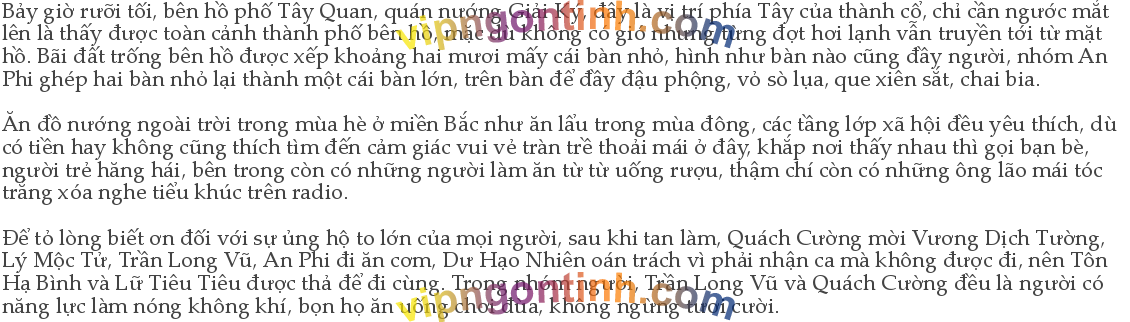 Bảy giờ rưỡi tối, bên hồ phố Tây Quan, quán nướng Giải Ký, đây là vị trí phía Tây của thành cổ, chỉ cần ngước mắt
lên là thấy được toàn cảnh thành phố bên hồ, mặc dù không có gió nhưng từng đợt hơi lạnh vẫn truyền tới từ mặt
hồ. Bãi đất trống bên hồ được xếp khoảng hai mươi mấy cái bàn nhỏ, hình như bàn nào cũng đầy người, nhóm An
Phi ghép hai bàn nhỏ lại thành một cái bàn lớn, trên bàn để đầy đậu phộng, vỏ sò lụa, que xiên sắt, chai bia.
Ăn đồ nướng ngoài trời trong mùa hè ở miền Bắc như ăn lẩu trong mùa đông, các tầng lớp xã hội đều yêu thích, dù
có tiền hay không cũng thích tìm đến cảm giác vui vẻ tràn trề thoải mái ở đây, khắp nơi thấy nhau thì gọi bạn bè,
người trẻ hăng hái, bên trong còn có những người làm ăn từ từ uống rượu, thậm chí còn có những ông lão mái tóc
trắng xóa nghe tiểu khúc trên radio.
Để tỏ lòng biết ơn đối với sự ủng hộ to lớn của mọi người, sau khi tan làm, Quách Cường mời Vương Dịch Tường,
Lý Mộc Tử, Trần Long Vũ, An Phi đi ăn cơm, Dư Hạo Nhiên oán trách vì phải nhận ca mà không được đi, nên Tôn
Hạ Bình và Lữ Tiêu Tiêu được thả để đi cùng. Trong nhóm người, Trần Long Vũ và Quách Cường đều là người có
năng lực làm nóng không khí, bọn họ ăn uống chơi đùa, không ngừng tươi cười.
vipngontinh.com
vipngontinh.com